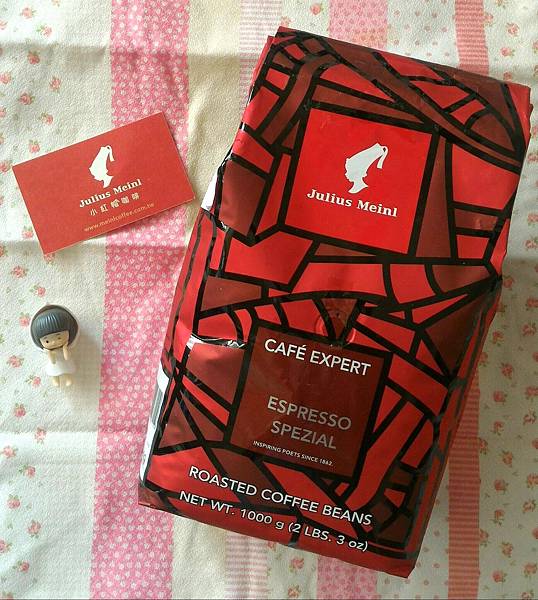 Julius Meinl
小紅帽咖啡
www.meinlcoffee.com.tw
Julius Meinl
CAFÉ EXPERT
ESPRESSO
SPEZIAL
INSPIRING POETS SINCE 1862.
ROASTED COFFEE BEANS
NET WT. 1000 g (2 LBS. 3 oz)